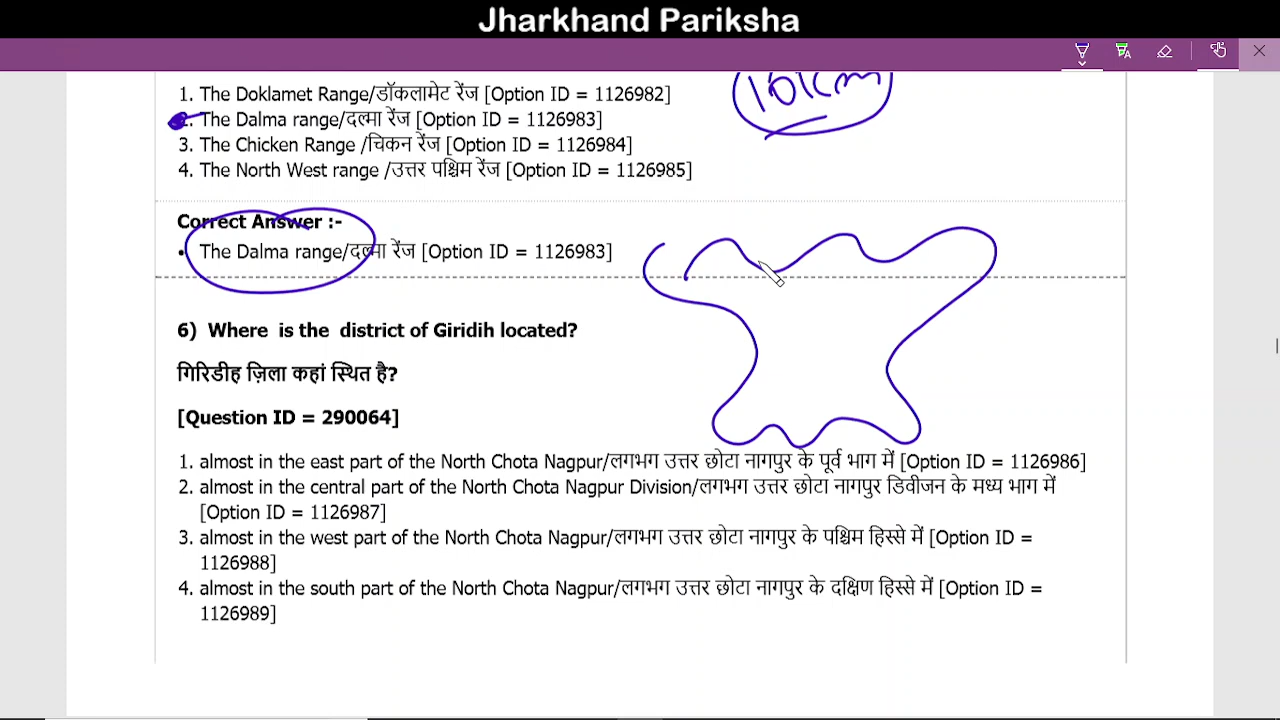 Jharkhand Pariksha
1. The Doklamet Range/डॉकलामेट रेंज [Option ID = 1126982]
2. The Dalma range/दल्मा रेंज [Option ID = 1126983]
3. The Chicken Range /चिकन रेंज [Option ID = 1126984]
4. The North West range /उत्तर पश्चिम रेंज [Option ID = 1126985]
Correct Answer :-
• The Dalma range/दल्मा रेंज [Option ID = 1126983]
6) Where is the district of Giridih located?
गिरिडीह ज़िला कहां स्थित है?
[Question ID = 290064]
1. almost in the east part of the North Chota Nagpur/लगभग उत्तर छोटा नागपुर के पूर्व भाग में [Option ID = 1126986]
2. almost in the central part of the North Chota Nagpur Division/लगभग उत्तर छोटा नागपुर डिवीजन के मध्य भाग में
[Option ID = 1126987]
3. almost in the west part of the North Chota Nagpur/लगभग उत्तर छोटा नागपुर के पश्चिम हिस्से में [Option ID =
1126988]
4. almost in the south part of the North Chota Nagpur/लगभग उत्तर छोटा नागपुर के दक्षिण हिस्से में [Option ID =
1126989]